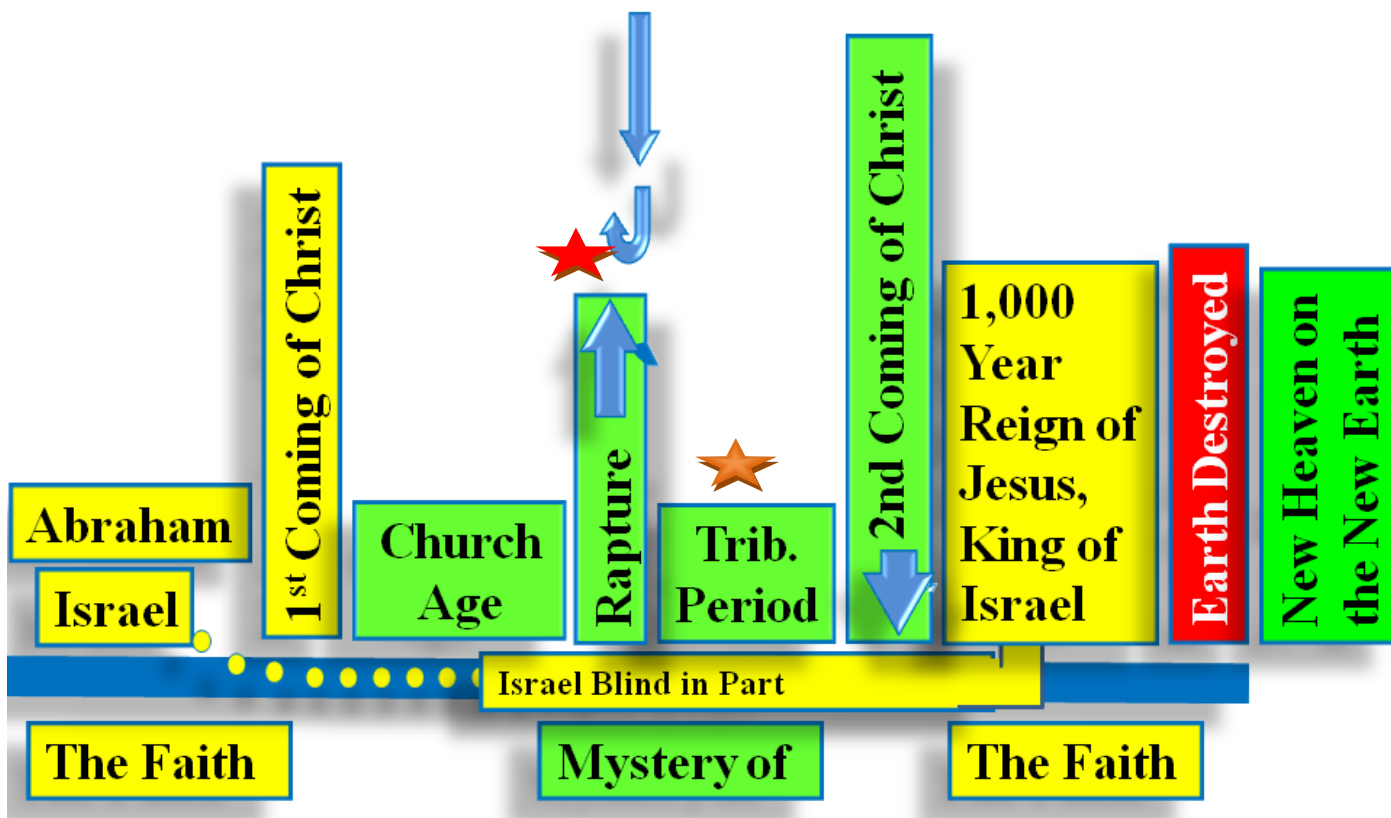 Abraham
Israel
1st Coming of Christ
Church
Age
Rapture
Trib.
Period
2nd Coming of Christ
1,000
Year
Reign of
Jesus,
King of
Israel
Earth Destroyed
New Heaven on
the New Earth
Israel Blind in Part
The Faith
Mystery of
The Faith